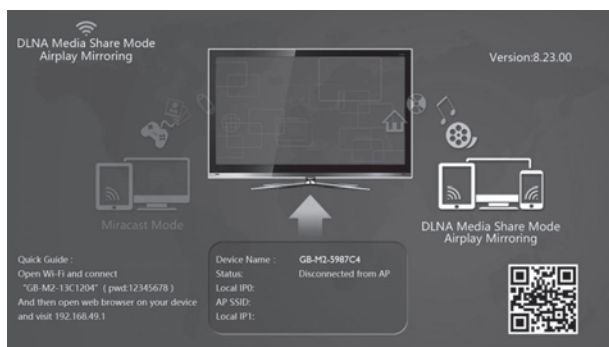 DLNA Media Share Mode
Airplay Mirroring
Version:8.23.00
Miracast Mode
DLNA Media Share Mode
Airplay Mirroring
Quick Guide :
Open Wi-Fi and connect
"GB-M2-13C1204" ( pwd:12345678 )
And then open web browser on your device
and visit 192.168.49.1
Device Name : GB-M2-5987C4
Status: Disconnected from AP
Local IP0:
AP SSID:
Local IP1: